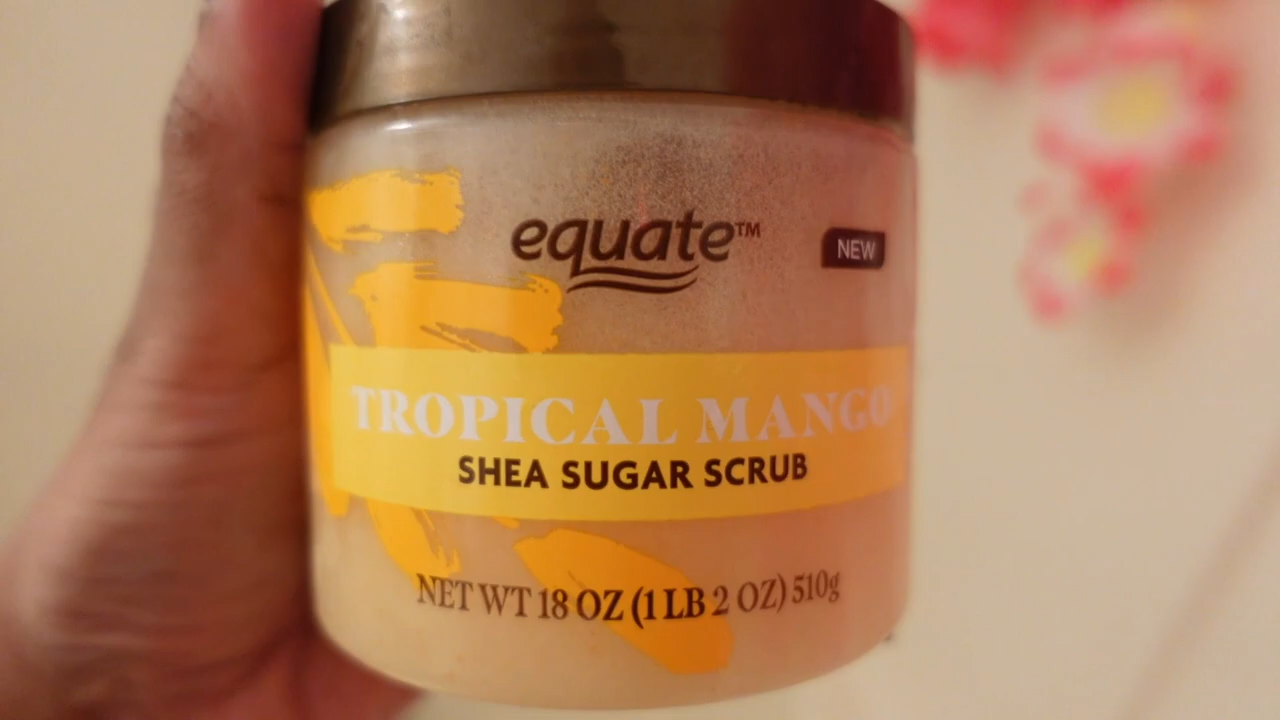 equate™
NEW
TROPICAL MANGO
SHEA SUGAR SCRUB
NET WT 18 OZ (1 LB 2 OZ) 510g